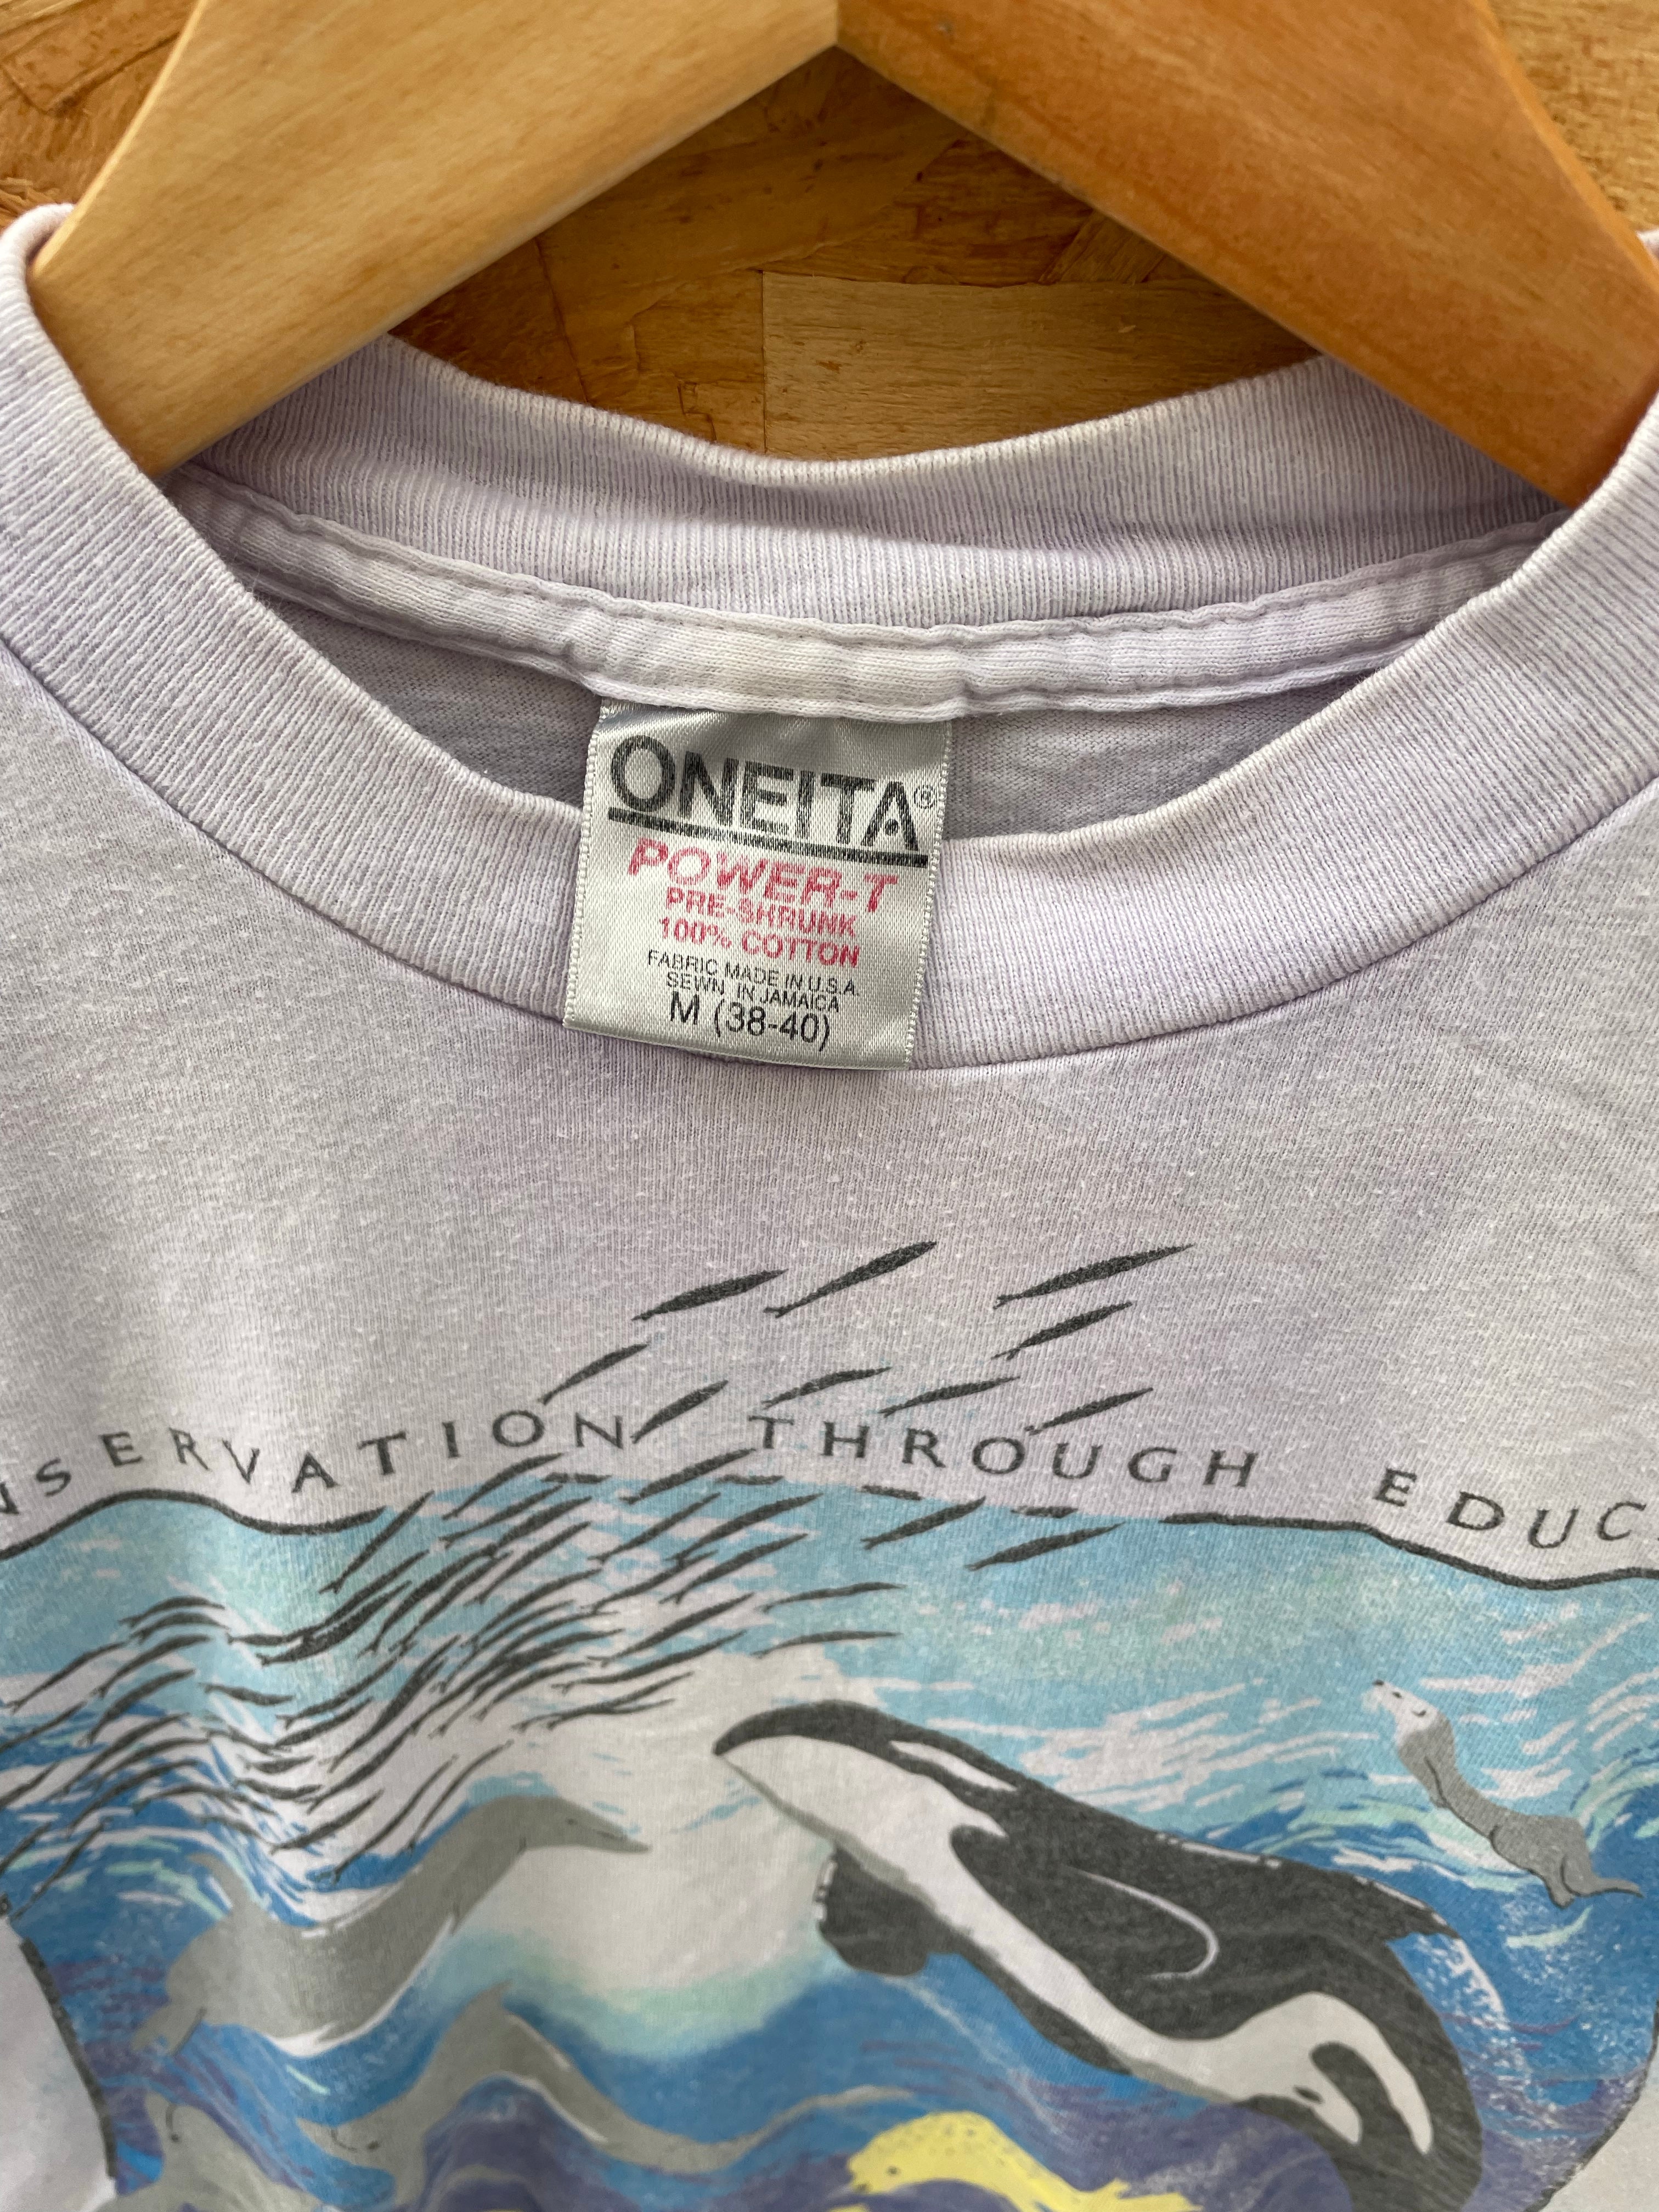 ONEITA®
POWER-T
PRE-SHRUNK
100% COTTON
FABRIC MADE IN U.S.A.
SEWN IN JAMAICA
M (38-40)
NSERVATION THROUGH EDUC